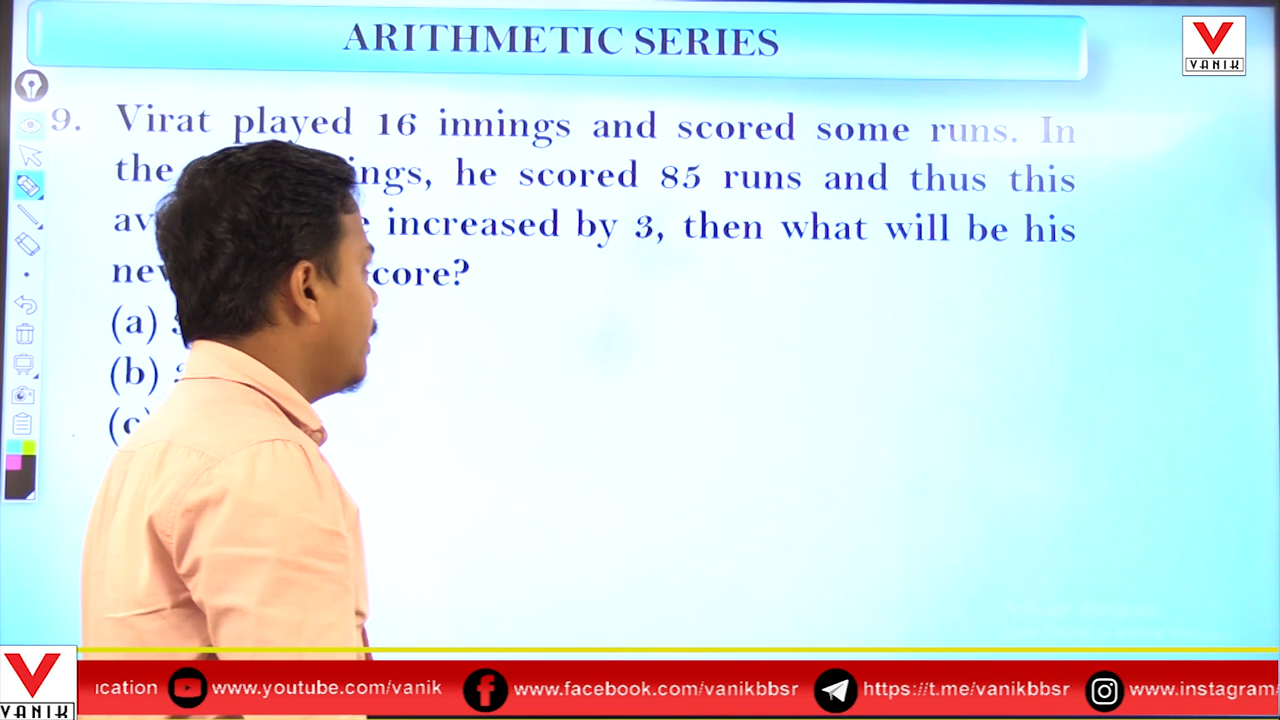 ARITHMETIC SERIES
VANIK
9. Virat played 16 innings and scored some runs. In
the ings, he scored 85 runs and thus this
av e increased by 3, then what will be his
new core?
(a)
(b)
(c)
ication www.youtube.com/vanik www.facebook.com/vanikbbsr https://t.me/vanikbbsr www.instagram
VANIK